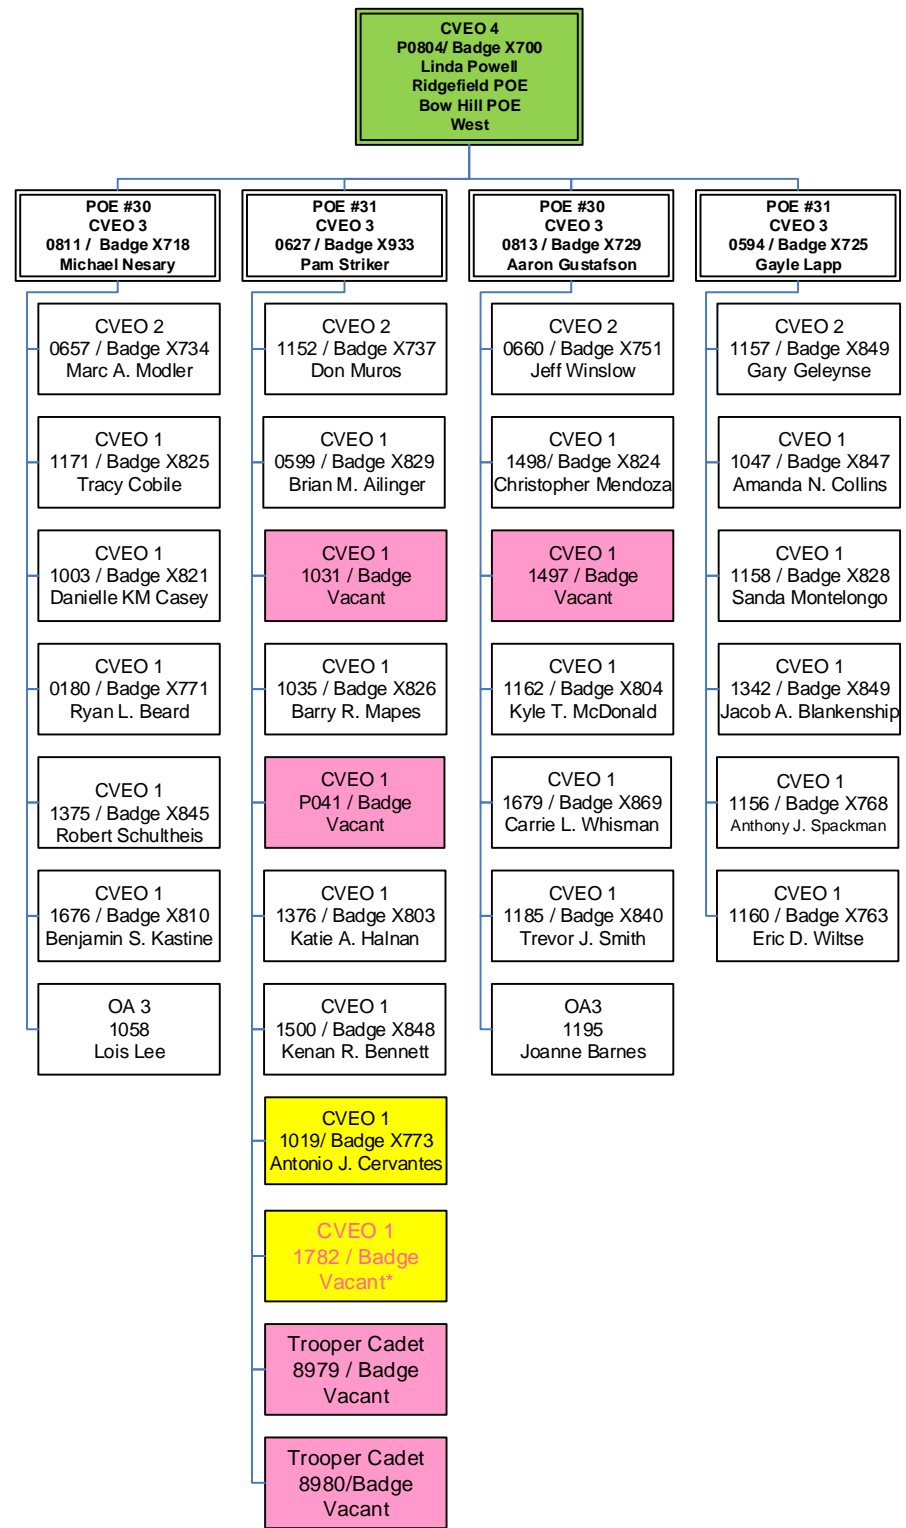 CVEO 4
P0804/ Badge X700
Linda Powell
Ridgefield POE
Bow Hill POE
West
POE #30
CVEO 3
0811 / Badge X718
Michael Nesary
CVEO 2
0657 / Badge X734
Marc A. Modler
CVEO 1
1171 / Badge X825
Tracy Cobile
CVEO 1
1003 / Badge X821
Danielle KM Casey
CVEO 1
0180 / Badge X771
Ryan L. Beard
CVEO 1
1375 / Badge X845
Robert Schultheis
CVEO 1
1676 / Badge X810
Benjamin S. Kastine
OA 3
1058
Lois Lee
POE #31
CVEO 3
0627 / Badge X933
Pam Striker
CVEO 2
1152 / Badge X737
Don Muros
CVEO 1
0599 / Badge X829
Brian M. Ailinger
CVEO 1
1031 / Badge
Vacant
CVEO 1
1035 / Badge X826
Barry R. Mapes
CVEO 1
P041 / Badge
Vacant
CVEO 1
1376 / Badge X803
Katie A. Halnan
CVEO 1
1500 / Badge X848
Kenan R. Bennett
CVEO 1
1019/ Badge X773
Antonio J. Cervantes
CVEO 1
1782 / Badge
Vacant*
Trooper Cadet
8979 / Badge
Vacant
Trooper Cadet
8980/Badge
Vacant
POE #30
CVEO 3
0813 / Badge X729
Aaron Gustafson
CVEO 2
0660 / Badge X751
Jeff Winslow
CVEO 1
1498/ Badge X824
Christopher Mendoza
CVEO 1
1497 / Badge
Vacant
CVEO 1
1162 / Badge X804
Kyle T. McDonald
CVEO 1
1679 / Badge X869
Carrie L. Whisman
CVEO 1
1185 / Badge X840
Trevor J. Smith
OA3
1195
Joanne Barnes
POE #31
CVEO 3
0594 / Badge X725
Gayle Lapp
CVEO 2
1157 / Badge X849
Gary Geleynse
CVEO 1
1047 / Badge X847
Amanda N. Collins
CVEO 1
1158 / Badge X828
Sanda Montelongo
CVEO 1
1342 / Badge X849
Jacob A. Blankenship
CVEO 1
1156 / Badge X768
Anthony J. Spackman
CVEO 1
1160 / Badge X763
Eric D. Wiltse